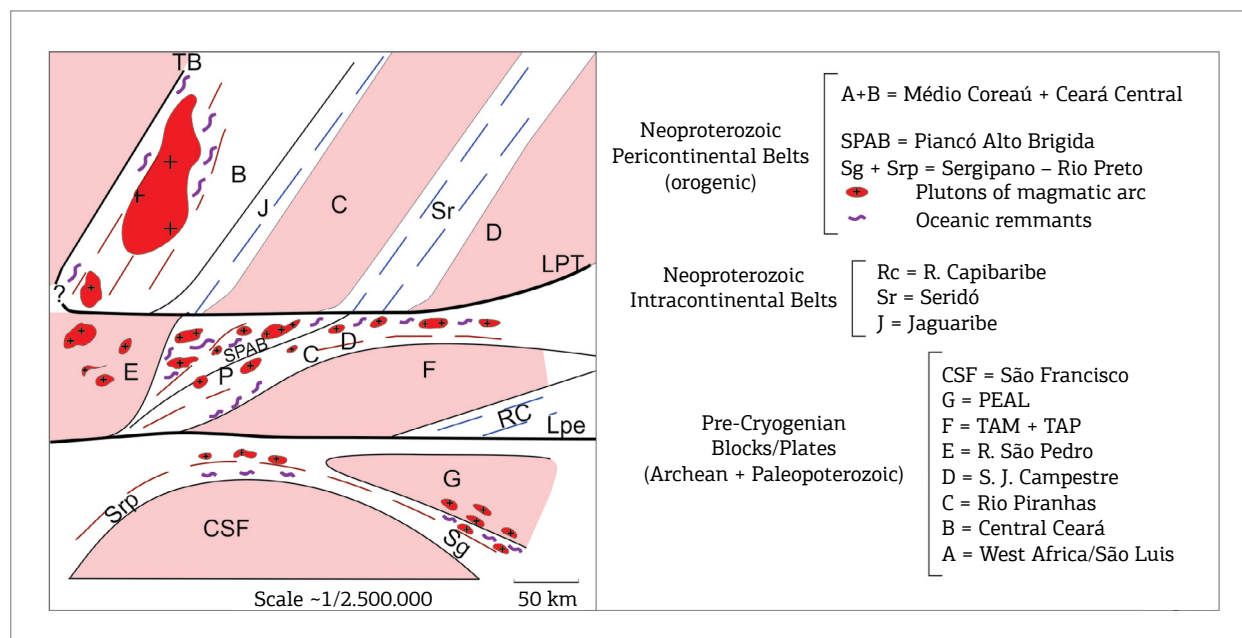 TB
B
J
C
Sr
D
LPT
?
E
SPAB
P
C
D
F
RC
Lpe
Srp
CSF
G
Sg
Scale ~1/2.500.000
50 km
Neoproterozoic
Pericontinental Belts
(orogenic)
A+B = Médio Coreaú + Ceará Central
SPAB = Piancó Alto Brigida
Sg + Srp = Sergipano – Rio Preto
Plutons of magmatic arc
Oceanic remnants
Neoproterozoic
Intracontinental Belts
Rc = R. Capibaribe
Sr = Seridó
J = Jaguaribe
Pre-Cryogenian
Blocks/Plates
(Archean + Paleopoterozoic)
CSF = São Francisco
G = PEAL
F = TAM + TAP
E = R. São Pedro
D = S. J. Campestre
C = Rio Piranhas
B = Central Ceará
A = West Africa/São Luis